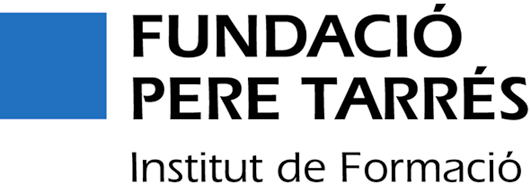 FUNDACIÓ
PERE TARRÉS
Institut de Formació